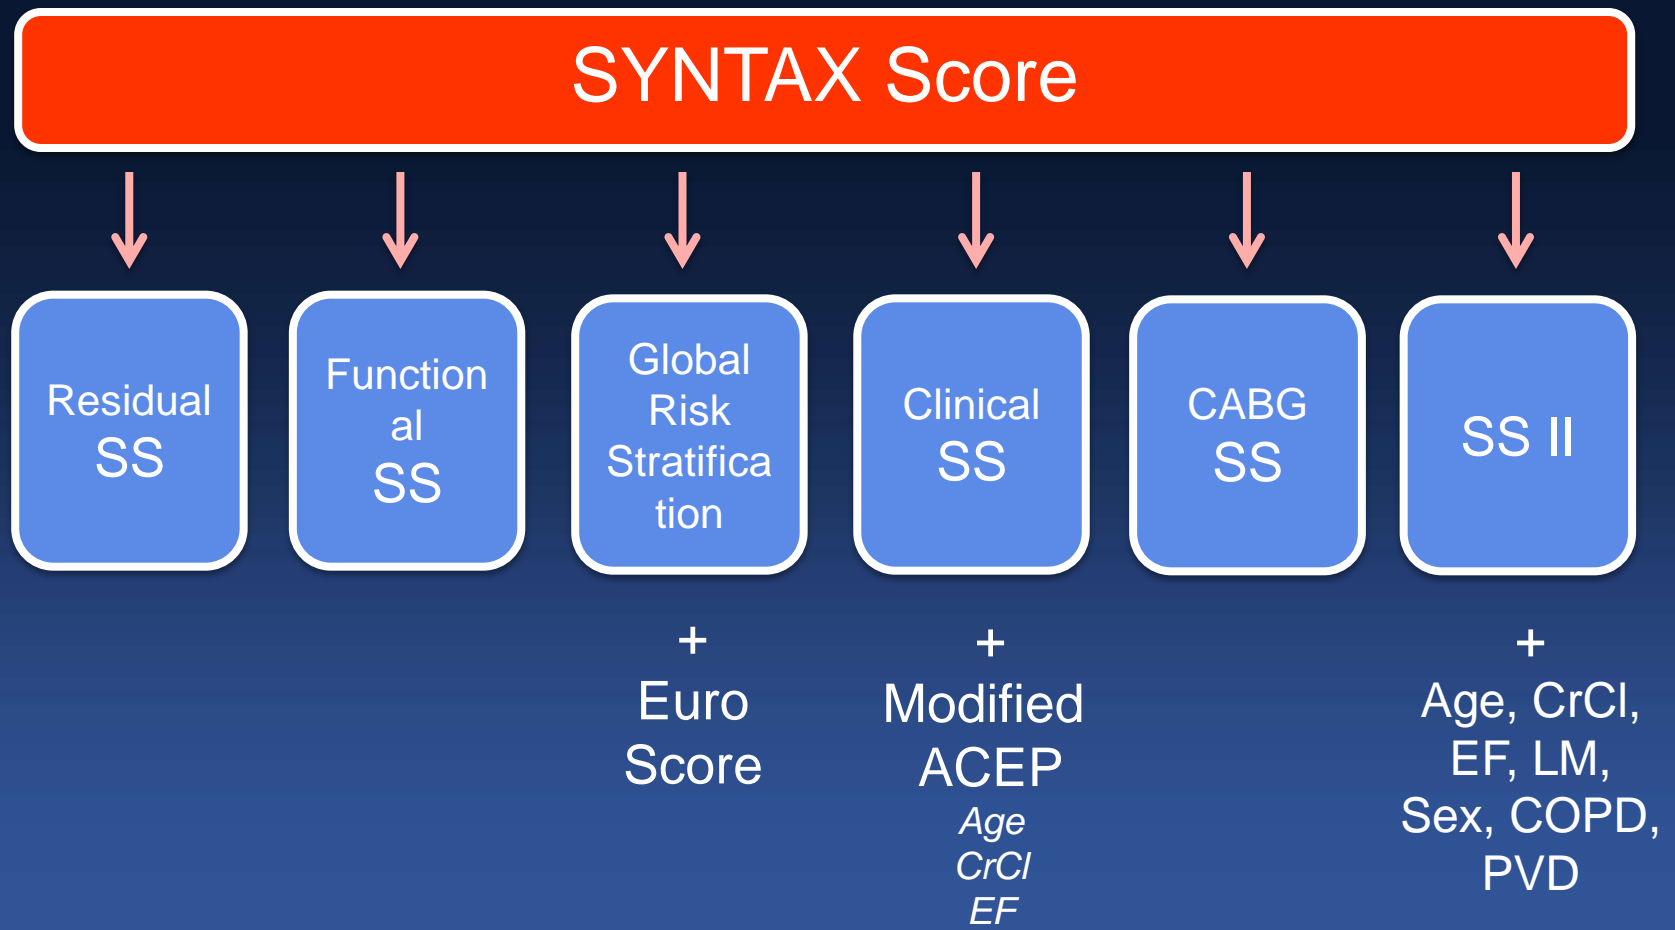 SYNTAX Score
Residual
SS
Function
al
SS
Global
Risk
Stratifica
tion
Clinical
SS
CABG
SS
SS II
+
Euro
Score
+
Modified
ACEP
Age
CrCl
EF
+
Age, CrCl,
EF, LM,
Sex, COPD,
PVD